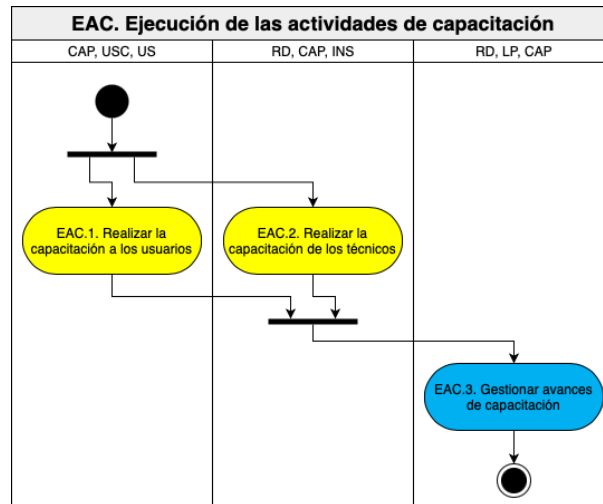 EAC. Ejecución de las actividades de capacitación
CAP, USC, US
RD, CAP, INS
RD, LP, CAP
EAC.1. Realizar la
capacitación a los usuarios
EAC.2. Realizar la
capacitación de los técnicos
EAC.3. Gestionar avances
de capacitación